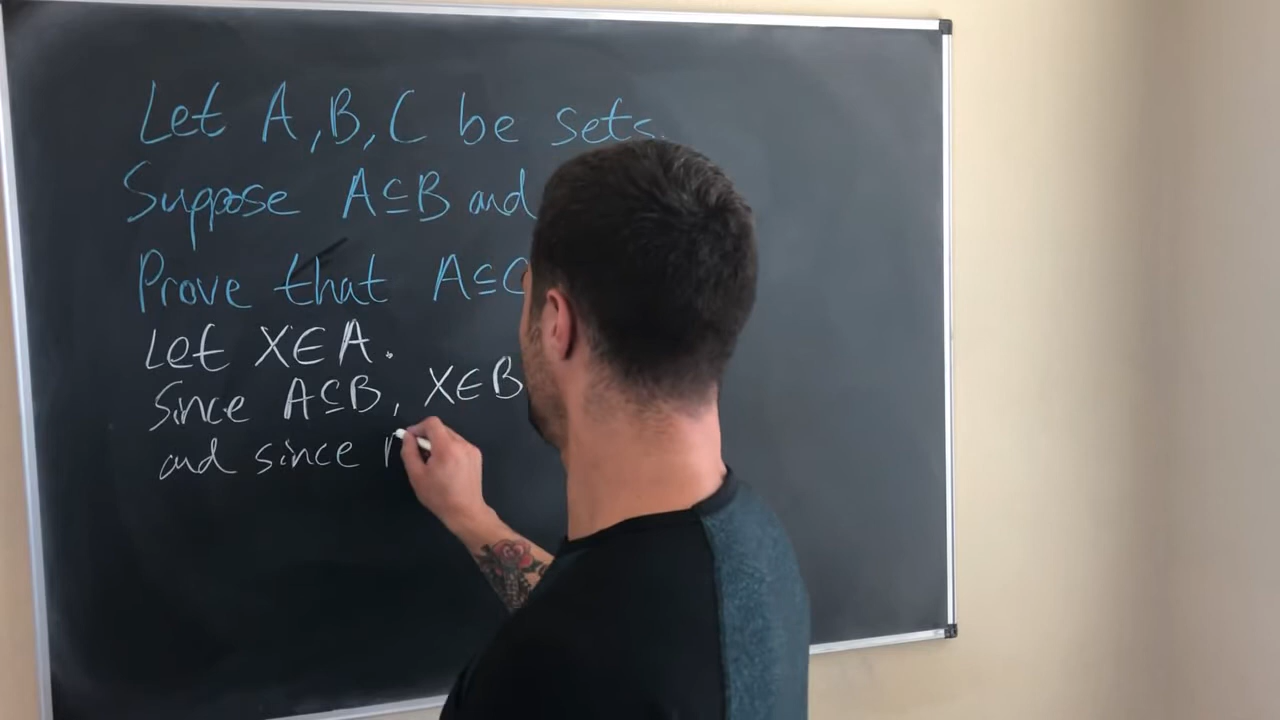 Let A, B, C be sets.
Suppose A⊆B and
Prove that A⊆C
Let X∈A.
Since A⊆B, X∈B
and since